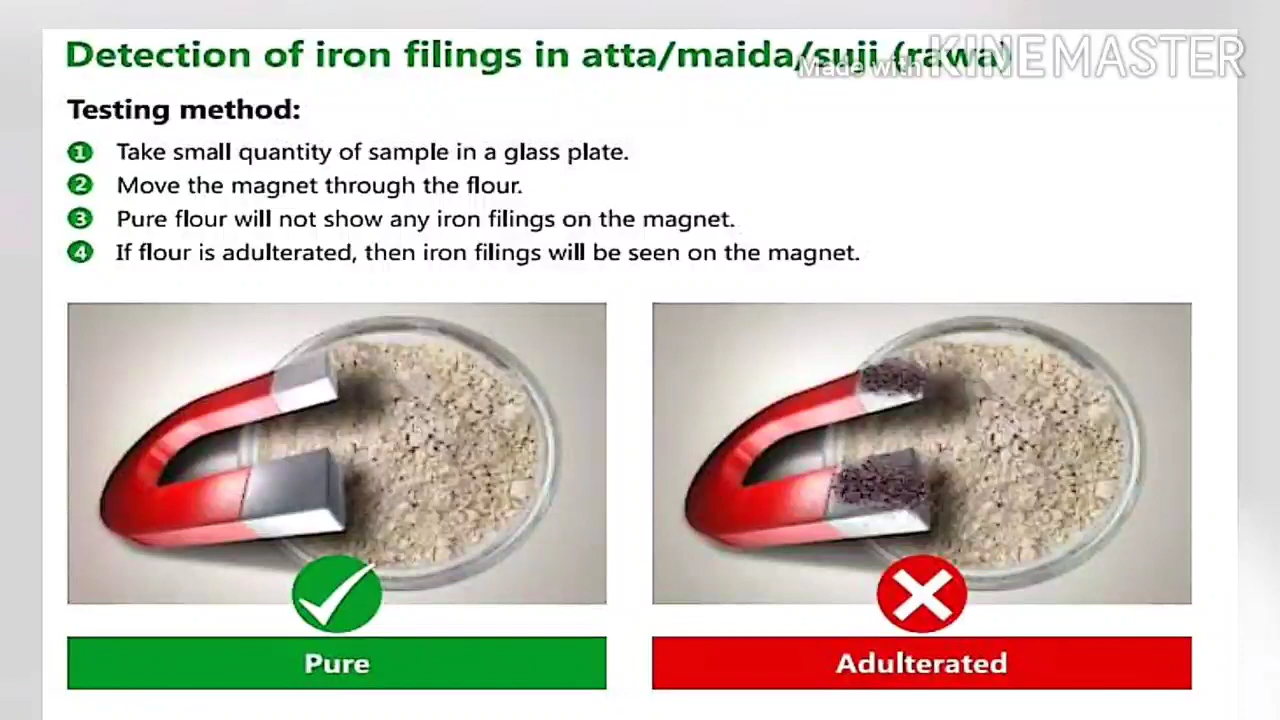 Detection of iron filings in atta/maida/suji (rawa)
Made with KINEMASTER
Testing method:
1 Take small quantity of sample in a glass plate.
2 Move the magnet through the flour.
3 Pure flour will not show any iron filings on the magnet.
4 If flour is adulterated, then iron filings will be seen on the magnet.
Pure
Adulterated